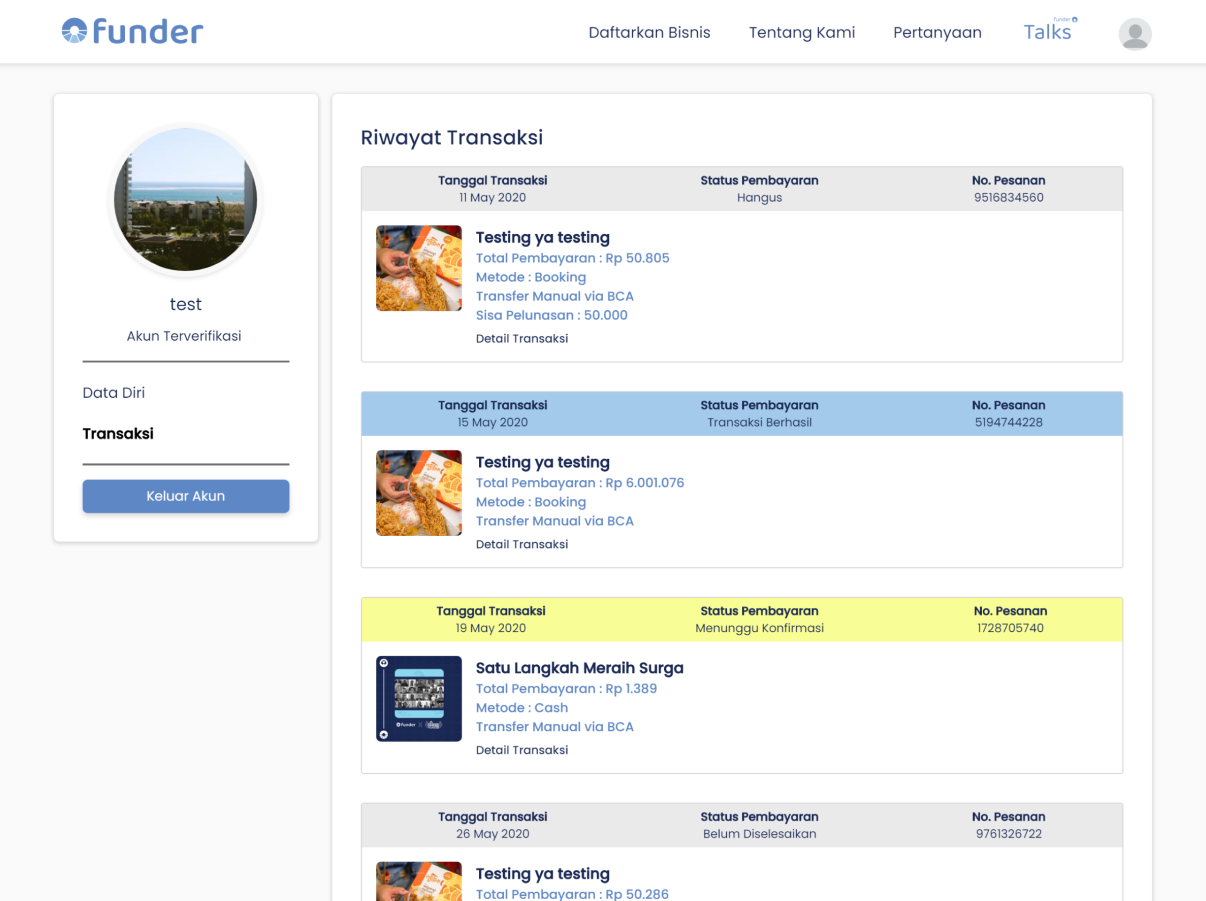 funder
Daftarkan Bisnis
Tentang Kami
Pertanyaan
funder
Talks
test
Akun Terverifikasi
Data Diri
Transaksi
Keluar Akun
Riwayat Transaksi
Tanggal Transaksi Status Pembayaran No. Pesanan
11 May 2020 Hangus 9516834560
Testing ya testing
Total Pembayaran : Rp 50.805
Metode : Booking
Transfer Manual via BCA
Sisa Pelunasan : 50.000
Detail Transaksi
Tanggal Transaksi Status Pembayaran No. Pesanan
15 May 2020 Transaksi Berhasil 5194744228
Testing ya testing
Total Pembayaran : Rp 6.001.076
Metode : Booking
Transfer Manual via BCA
Detail Transaksi
Tanggal Transaksi Status Pembayaran No. Pesanan
19 May 2020 Menunggu Konfirmasi 1728705740
funder
Satu Langkah Meraih Surga
Total Pembayaran : Rp 1.389
Metode : Cash
Transfer Manual via BCA
Detail Transaksi
Tanggal Transaksi Status Pembayaran No. Pesanan
26 May 2020 Belum Diselesaikan 9761326722
Testing ya testing
Total Pembayaran : Rp 50.286